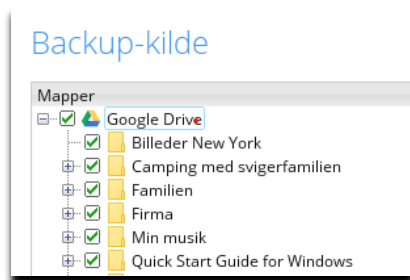 Backup-kilde
Mapper
Google Drive
Billeder New York
Camping med svigerfamilien
Familien
Firma
Min musik
Quick Start Guide for Windows